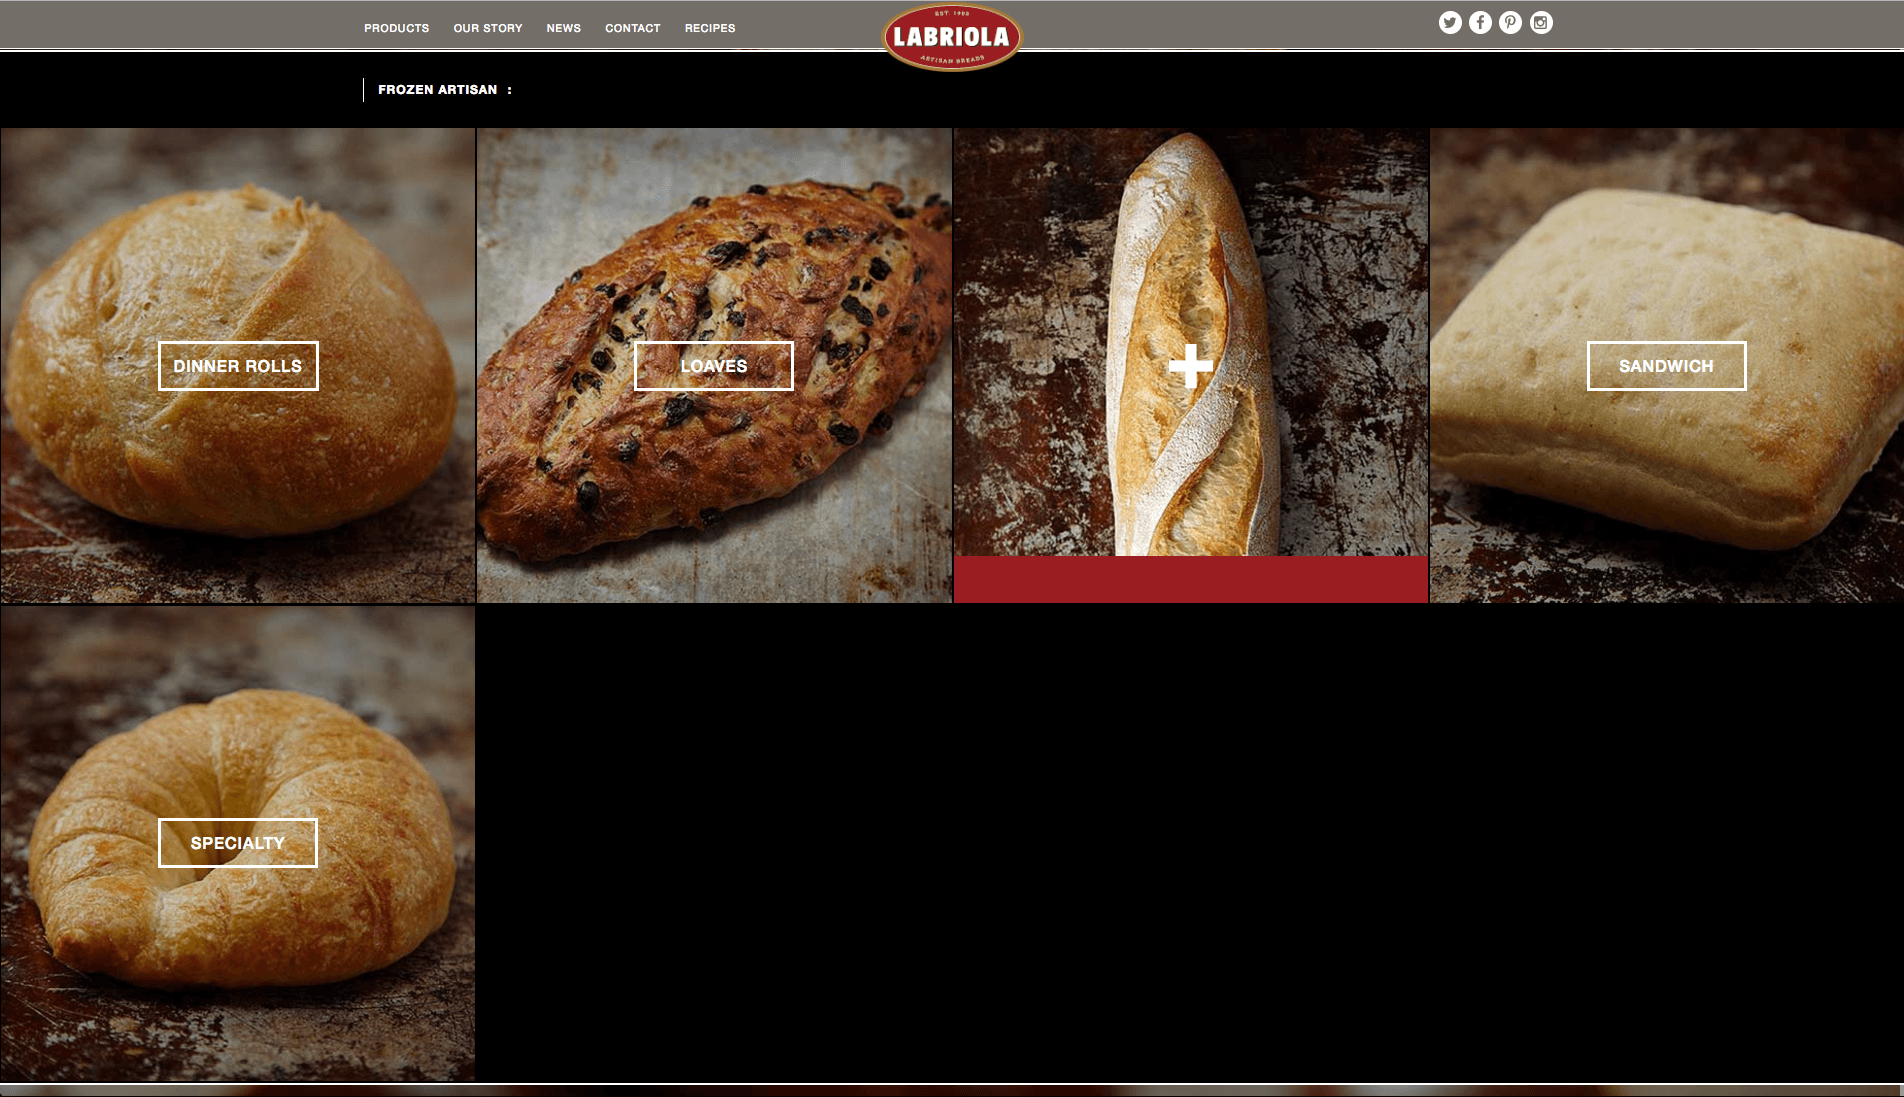 PRODUCTS OUR STORY NEWS CONTACT RECIPES
EST. 1993
LABRIOLA
ARTISAN BREADS
FROZEN ARTISAN :
DINNER ROLLS
LOAVES
SANDWICH
SPECIALTY